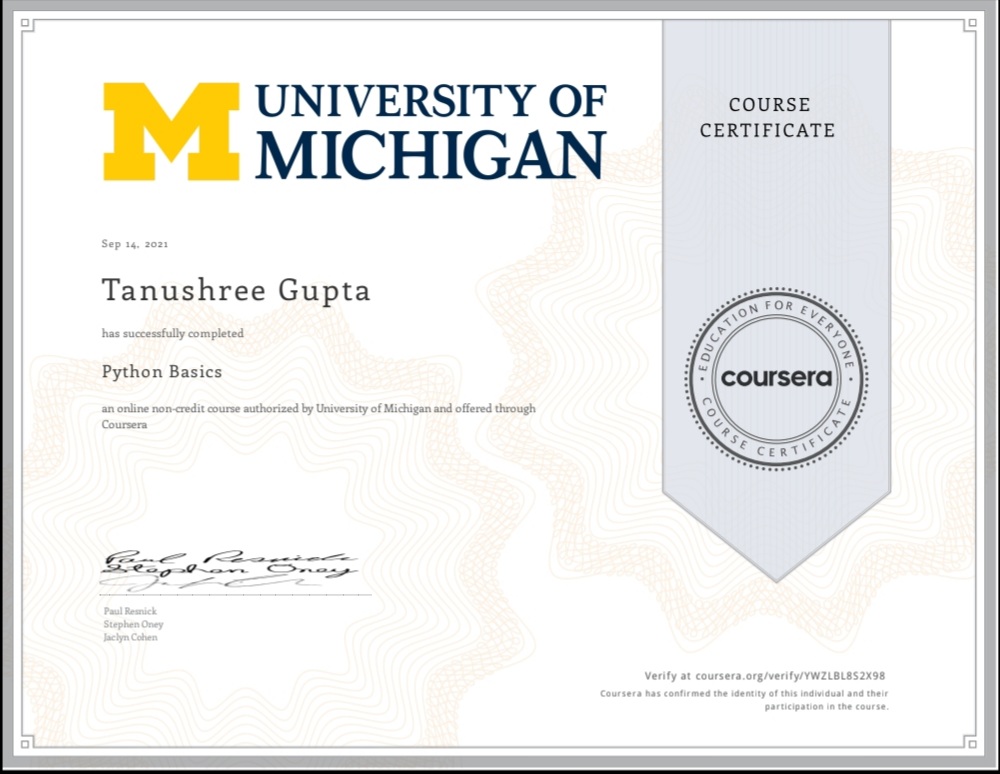 M
UNIVERSITY OF
MICHIGAN
COURSE
CERTIFICATE
Sep 14, 2021
Tanushree Gupta
has successfully completed
Python Basics
an online non-credit course authorized by University of Michigan and offered through
Coursera
EDUCATION FOR EVERYONE
coursera
COURSE CERTIFICATE
Paul Resnick
Stephen Oney
Paul Resnick
Stephen Oney
Jaclyn Cohen
Verify at coursera.org/verify/YWZLBL8S2X98
Coursera has confirmed the identity of this individual and their
participation in the course.